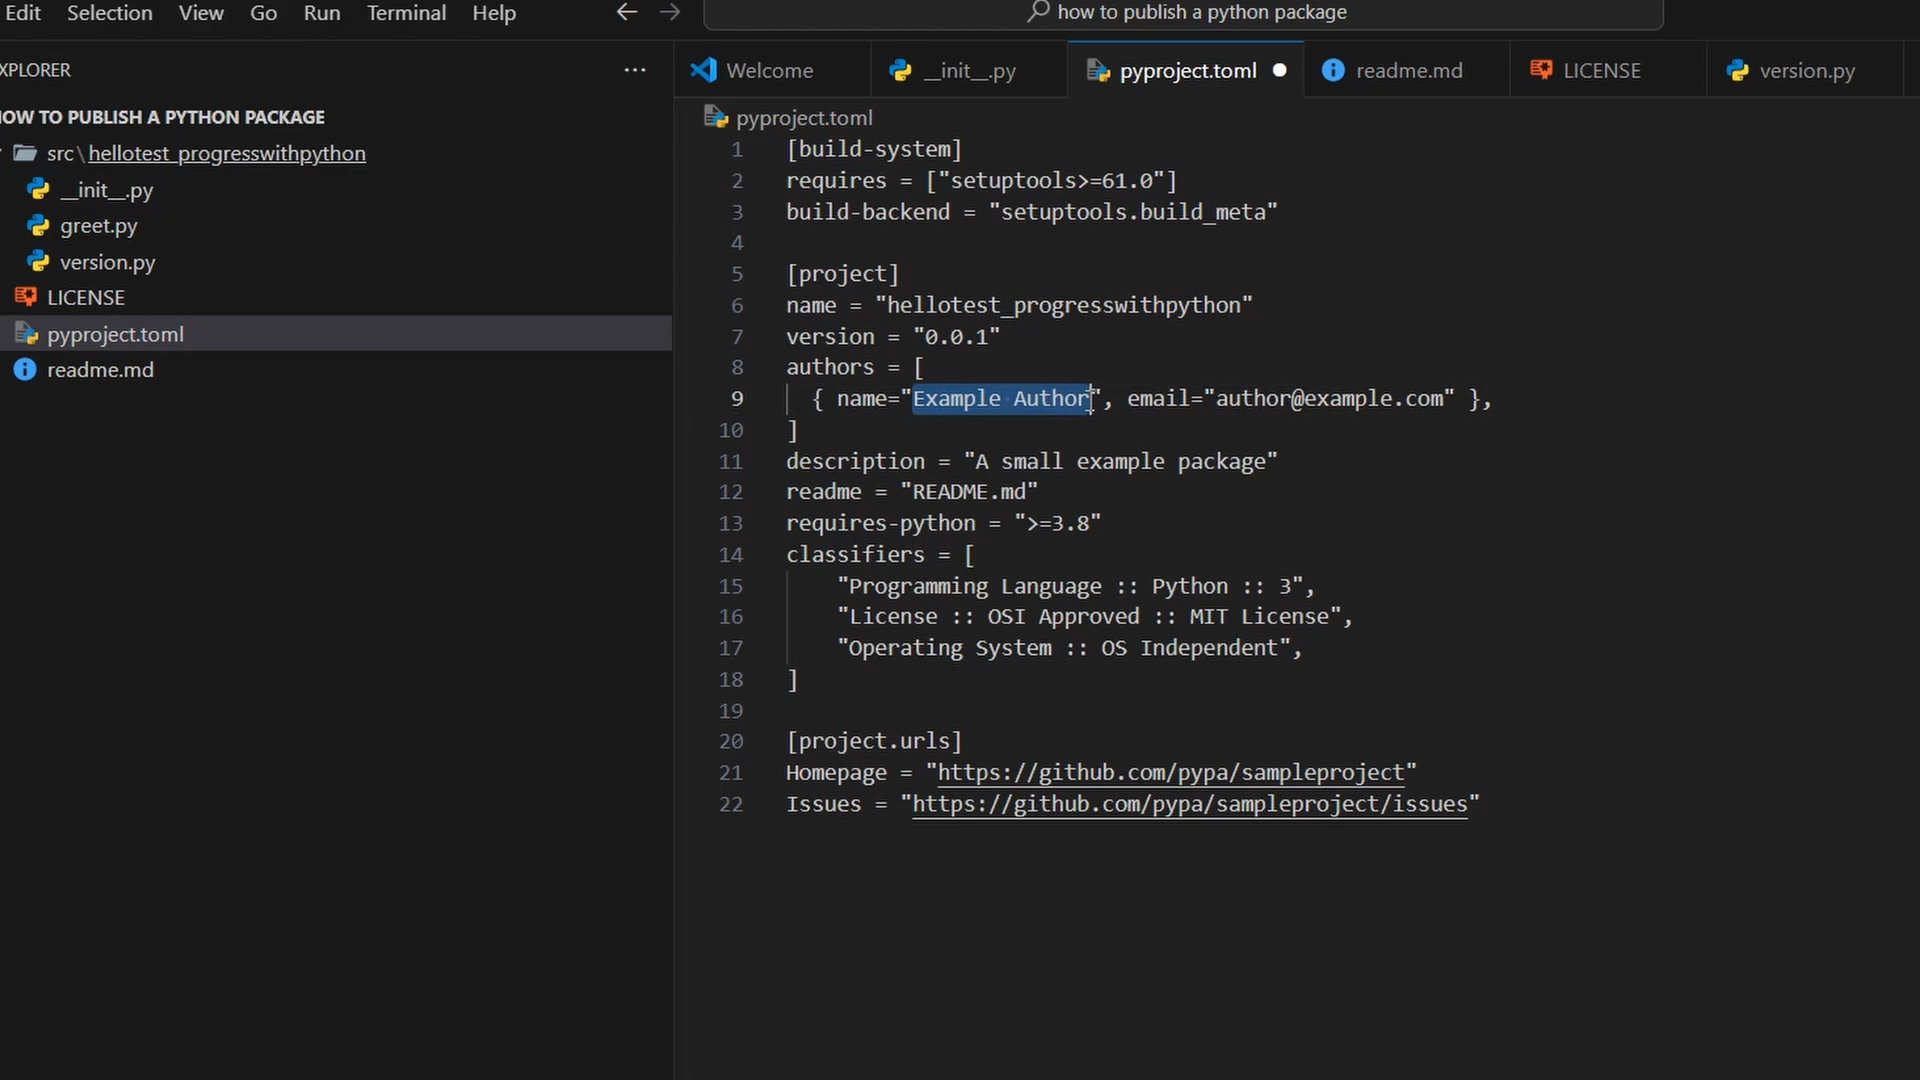 Edit Selection View Go Run Terminal Help
how to publish a python package
XPLORER
Welcome
__init__.py
pyproject.toml
readme.md
LICENSE
version.py
OW TO PUBLISH A PYTHON PACKAGE
src\hellotest_progresswithpython
__init__.py
greet.py
version.py
LICENSE
pyproject.toml
readme.md
pyproject.toml
1 [build-system]
2 requires = ["setuptools>=61.0"]
3 build-backend = "setuptools.build_meta"
4
5 [project]
6 name = "hellotest_progresswithpython"
7 version = "0.0.1"
8 authors = [
9 { name="Example Author", email="author@example.com" },
10 ]
11 description = "A small example package"
12 readme = "README.md"
13 requires-python = ">=3.8"
14 classifiers = [
15 "Programming Language :: Python :: 3",
16 "License :: OSI Approved :: MIT License",
17 "Operating System :: OS Independent",
18 ]
19
20 [project.urls]
21 Homepage = "https://github.com/pypa/sampleproject"
22 Issues = "https://github.com/pypa/sampleproject/issues"